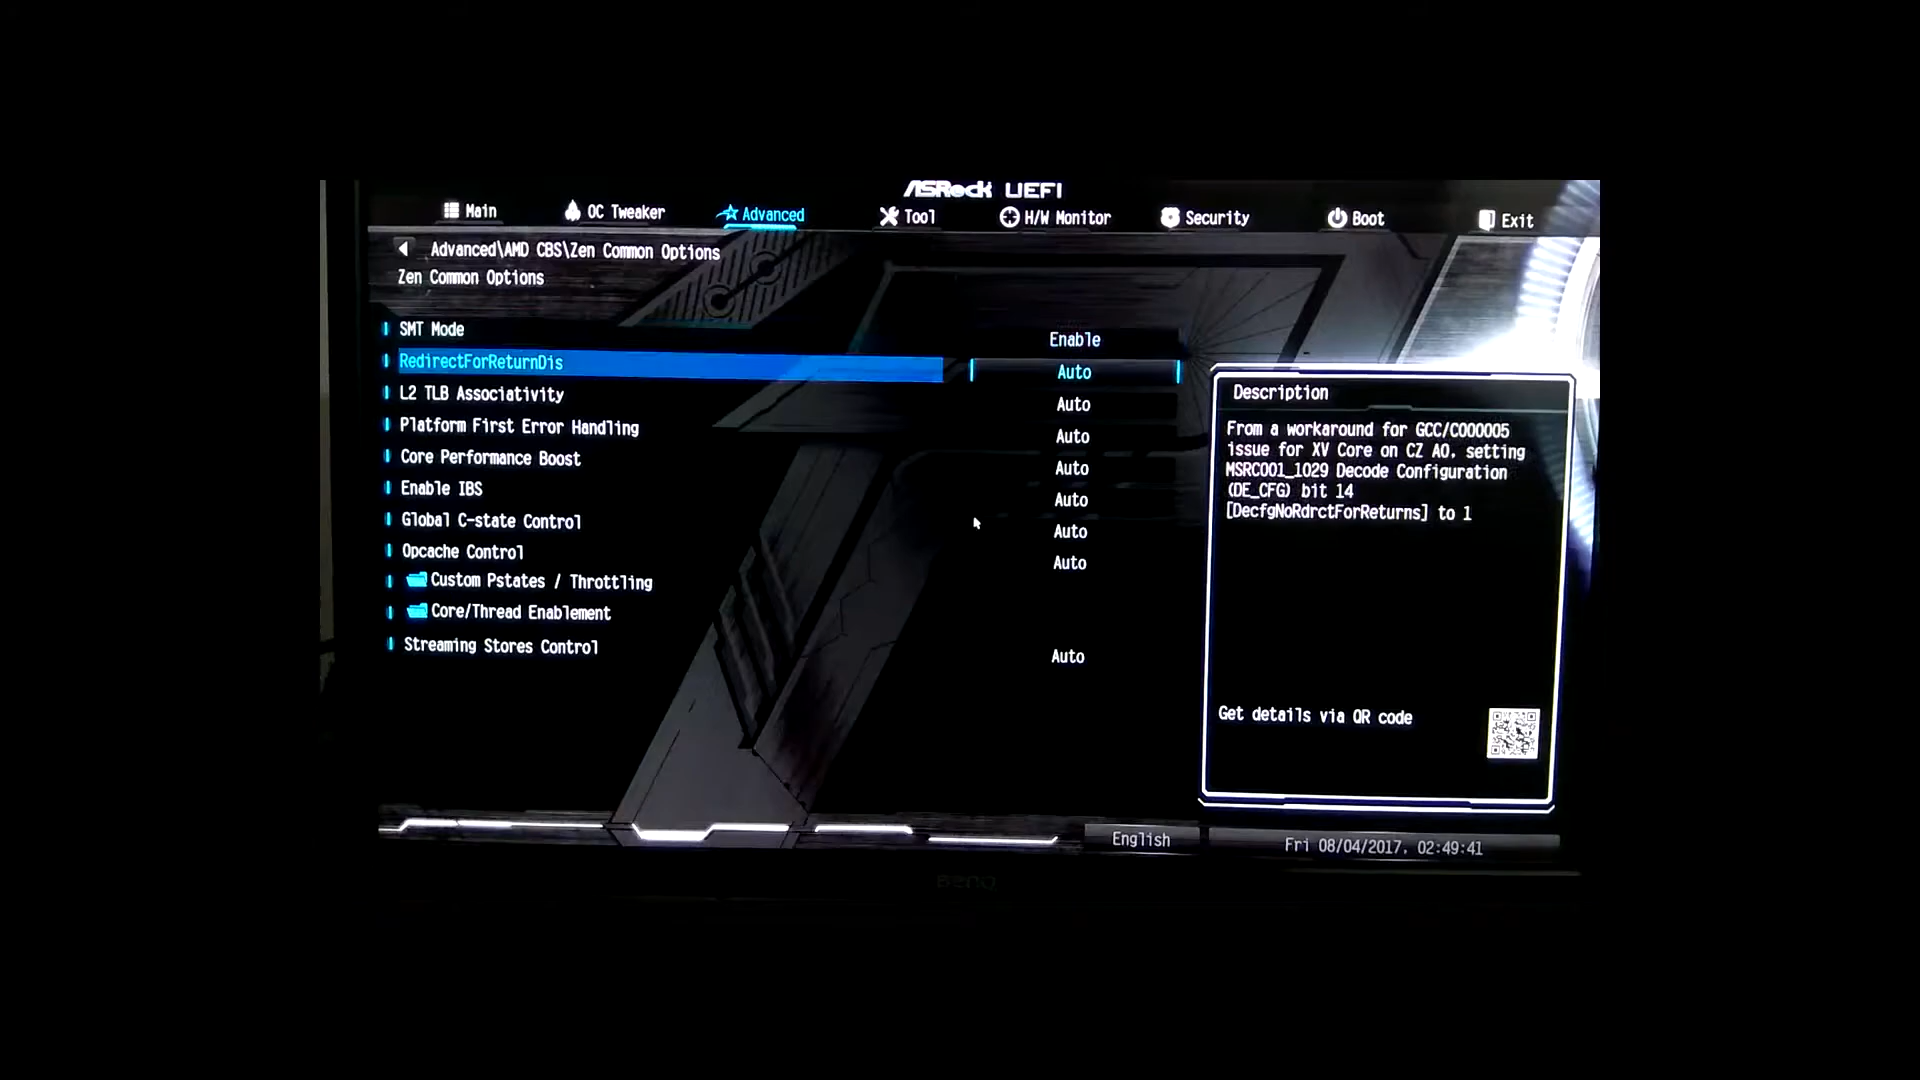 ASRock UEFI
Main OC Tweaker Advanced Tool H/W Monitor Security Boot Exit
Advanced\AMD CBS\Zen Common Options
Zen Common Options
SMT Mode Enable
RedirectForReturnDis Auto
L2 TLB Associativity Auto
Platform First Error Handling Auto
Core Performance Boost Auto
Enable IBS Auto
Global C-state Control Auto
Opcache Control Auto
Custom Pstates / Throttling
Core/Thread Enablement
Streaming Stores Control Auto
Description
From a workaround for GCC/C000005
issue for XV Core on CZ A0, setting
MSRC001_1029 Decode Configuration
(DE_CFG) bit 14
[DecfgNoRdrctForReturns] to 1
Get details via QR code
English Fri 08/04/2017, 02:49:41
BenQ